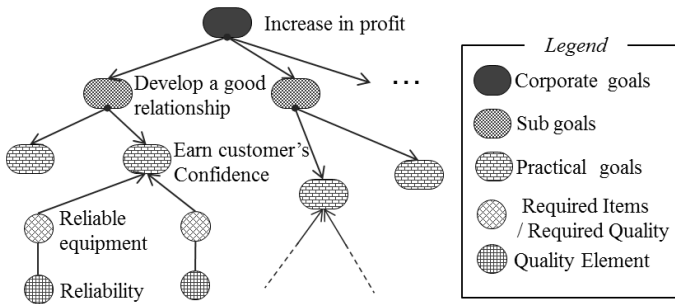 Increase in profit
Develop a good
relationship
...
Earn customer's
Confidence
Reliable
equipment
Reliability
Legend
Corporate goals
Sub goals
Practical goals
Required Items
/ Required Quality
Quality Element